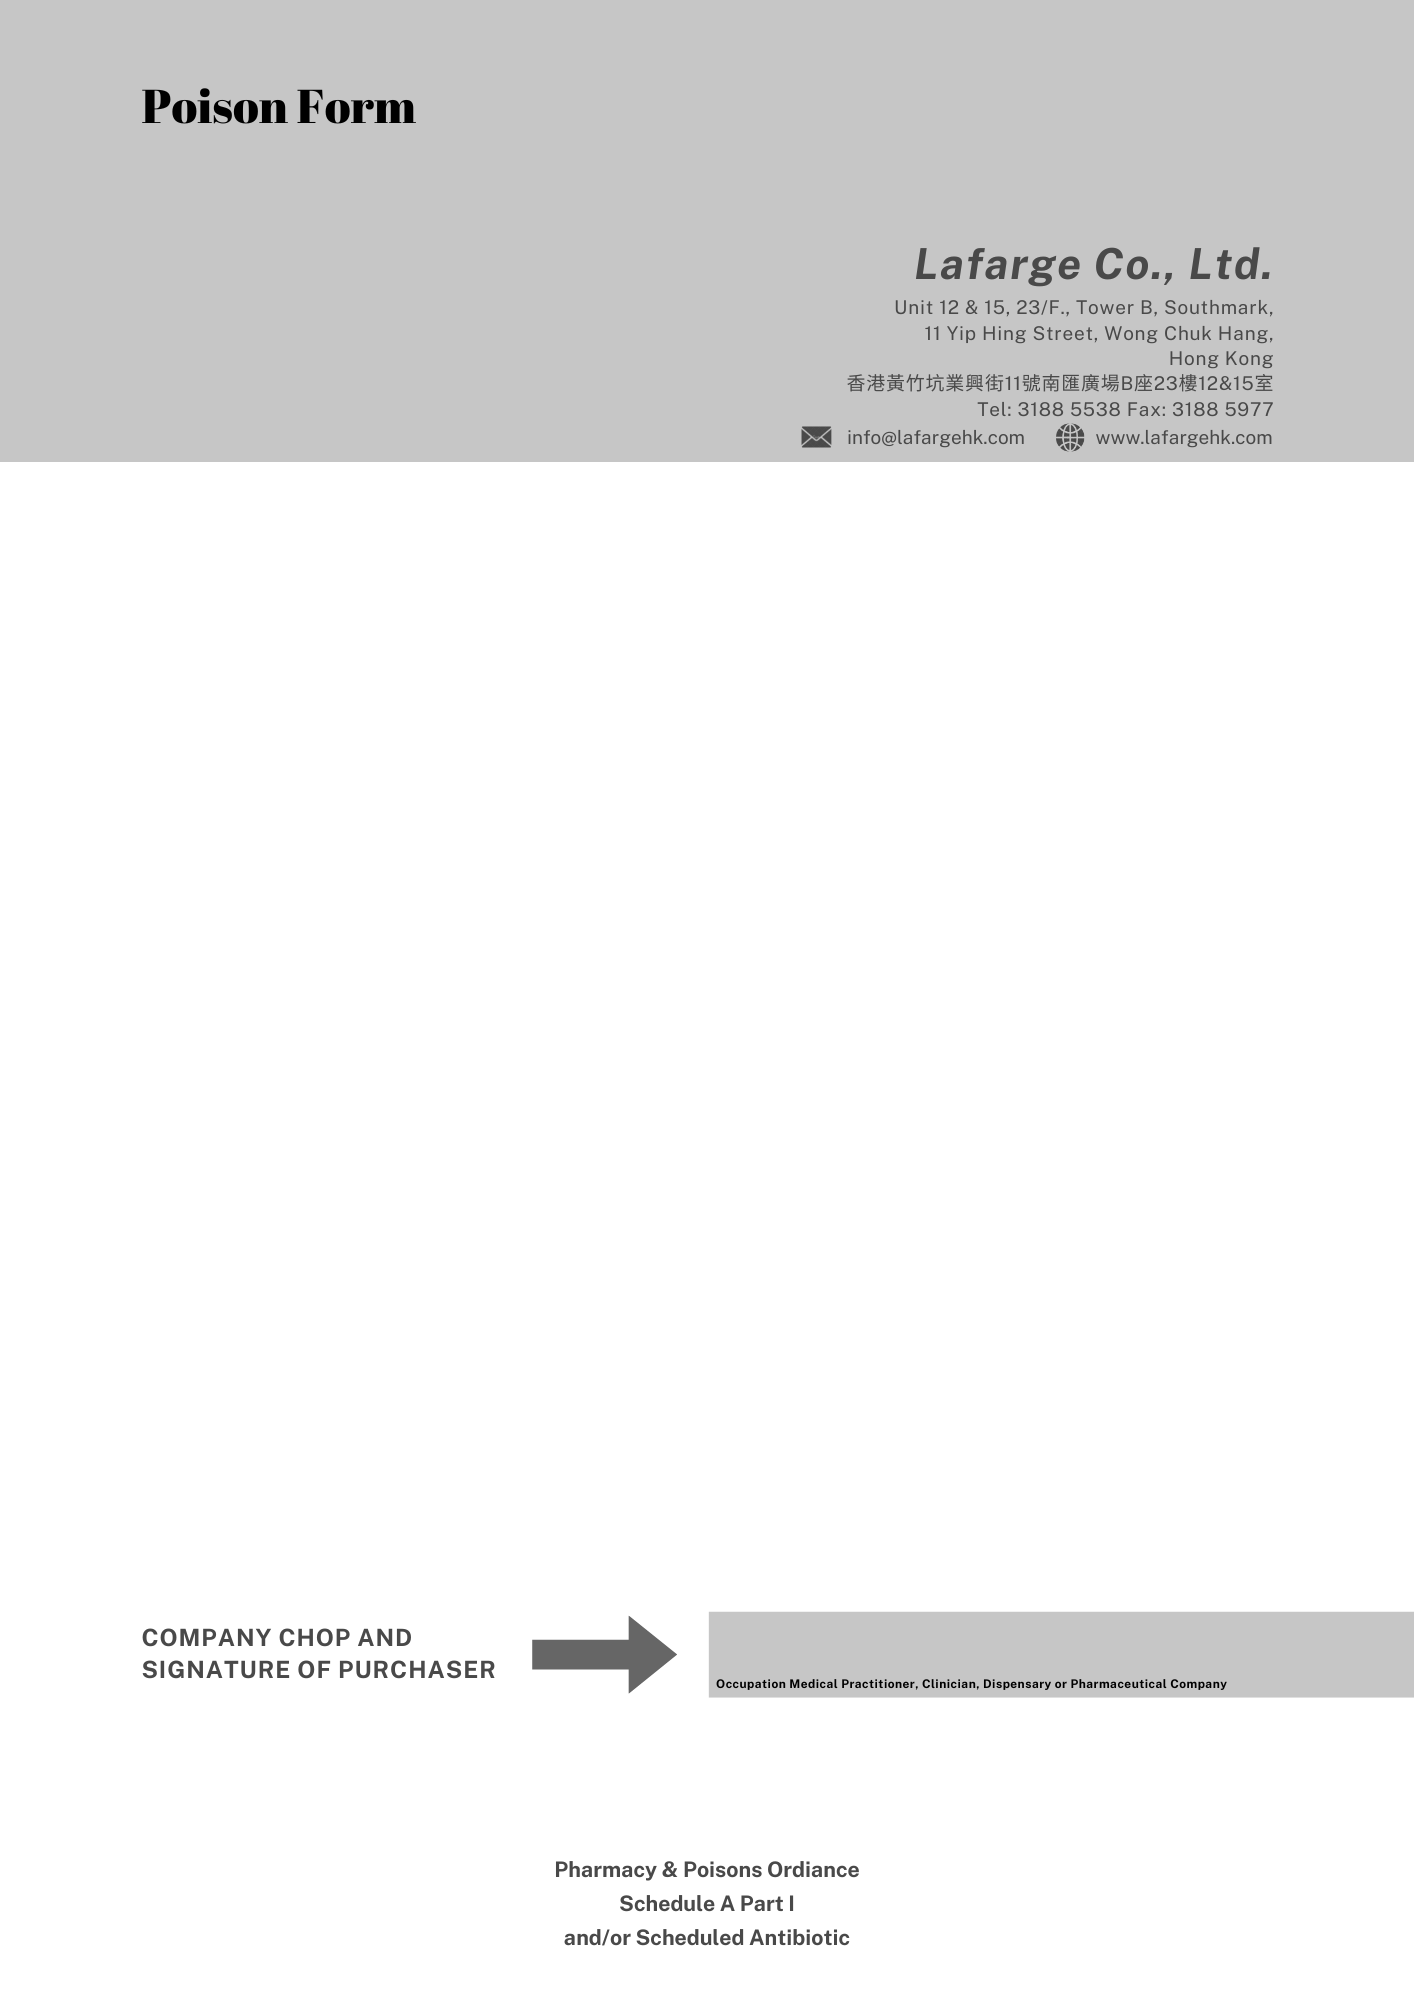 Poison Form
Lafarge Co., Ltd.
Unit 12 & 15, 23/F., Tower B, Southmark,
11 Yip Hing Street, Wong Chuk Hang,
Hong Kong
香港黃竹坑業興街11號南匯廣場B座23樓12&15室
Tel: 3188 5538 Fax: 3188 5977
info@lafargehk.com www.lafargehk.com
COMPANY CHOP AND
SIGNATURE OF PURCHASER
Occupation Medical Practitioner, Clinician, Dispensary or Pharmaceutical Company
Pharmacy & Poisons Ordiance
Schedule A Part I
and/or Scheduled Antibiotic